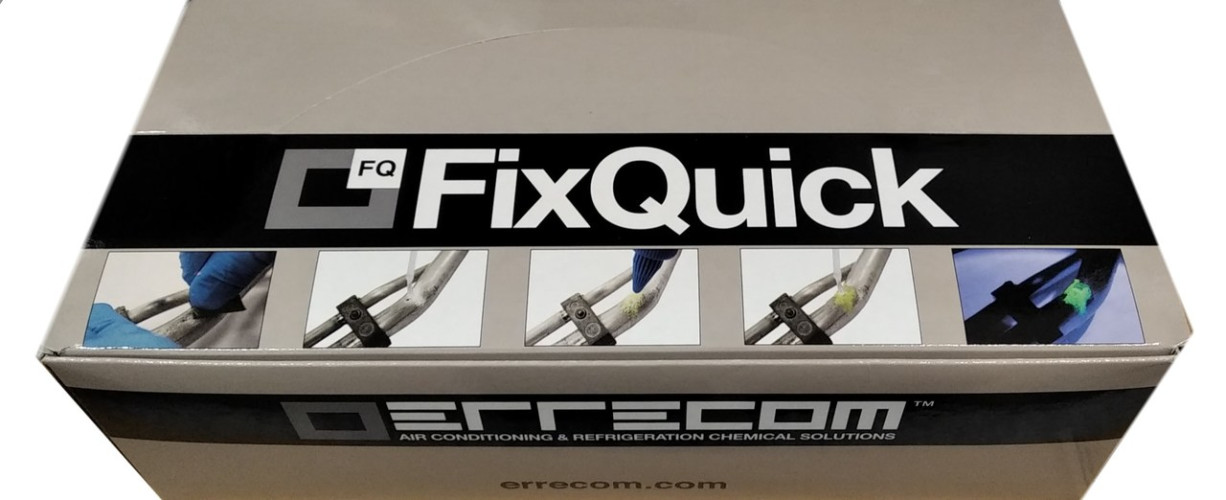 FQ
FixQuick
ERRECOM™
AIR CONDITIONING & REFRIGERATION CHEMICAL SOLUTIONS
errecom.com